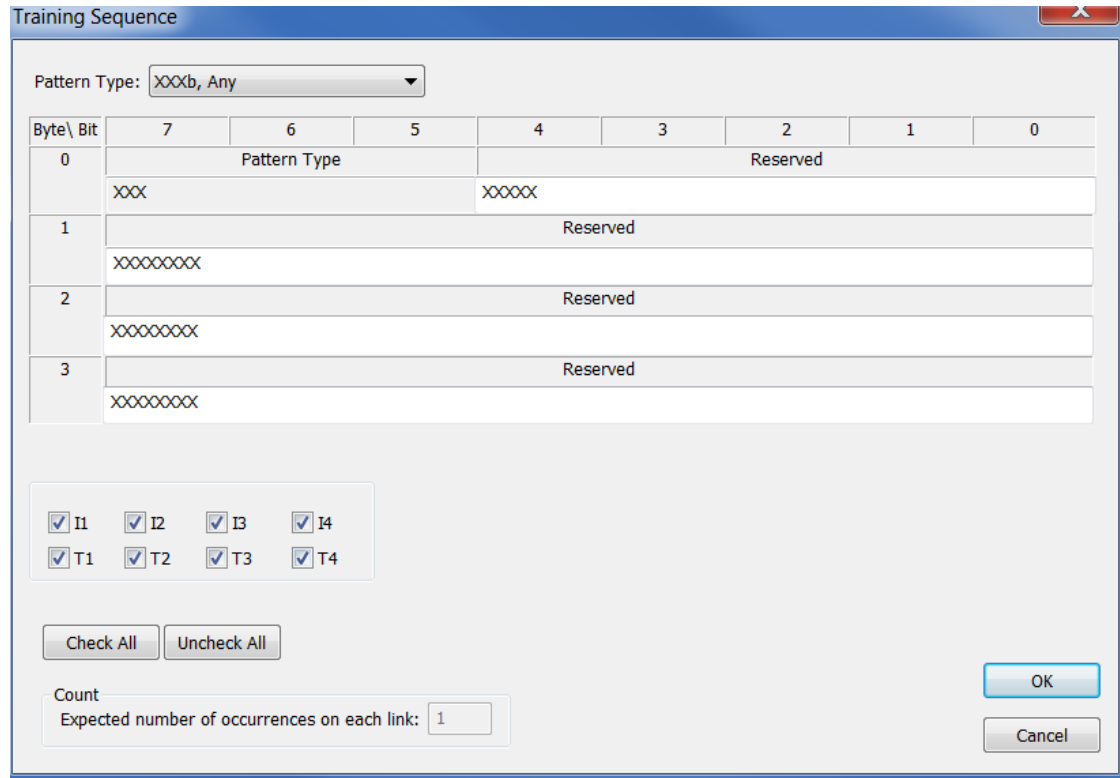 Training Sequence
X
Pattern Type: XXXb, Any
Byte\ Bit 7 6 5 4 3 2 1 0
0 Pattern Type Reserved
XXX XXXXX
1 Reserved
XXXXXXXX
2 Reserved
XXXXXXXX
3 Reserved
XXXXXXXX
I1 I2 I3 I4
T1 T2 T3 T4
Check All Uncheck All
OK
Count
Expected number of occurrences on each link: 1
Cancel